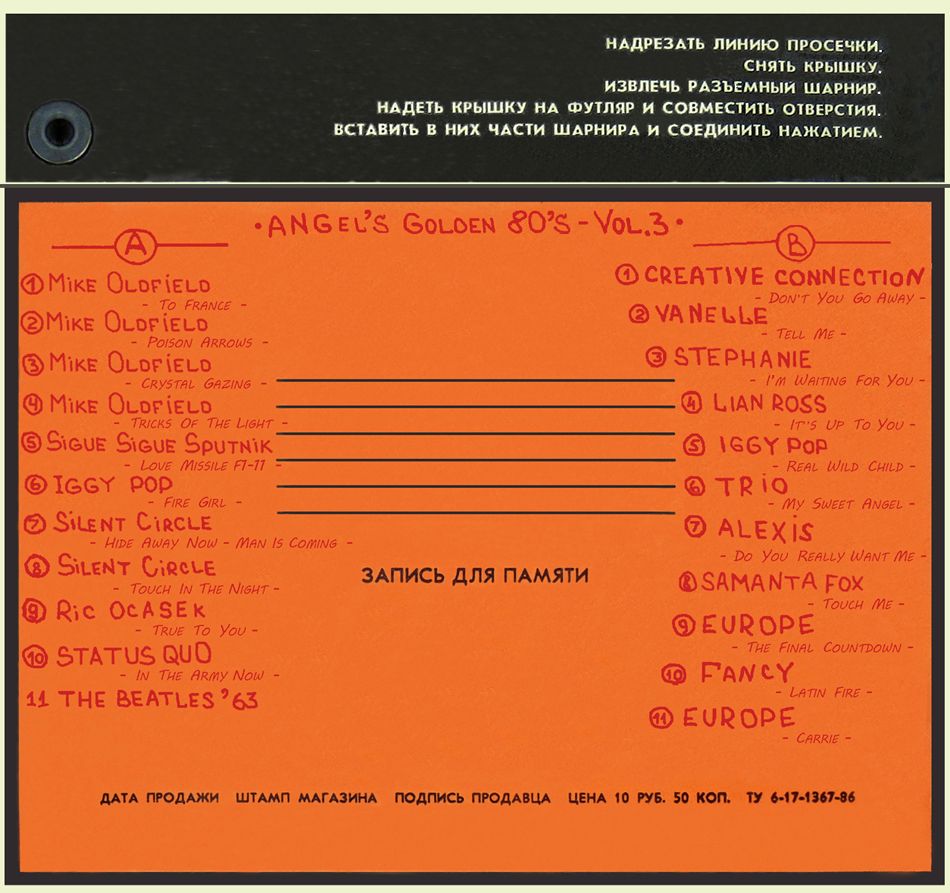 НАДРЕЗАТЬ ЛИНИЮ ПРОСЕЧКИ.
СНЯТЬ КРЫШКУ.
ИЗВЛЕЧЬ РАЗЪЕМНЫЙ ШАРНИР.
НАДЕТЬ КРЫШКУ НА ФУТЛЯР И СОВМЕСТИТЬ ОТВЕРСТИЯ.
ВСТАВИТЬ В НИХ ЧАСТИ ШАРНИРА И СОЕДИНИТЬ НАЖАТИЕМ.
•ANGEL'S GOLDEN 80'S - VOL.3•
A
1 MIKE OLDFIELD
- TO FRANCE -
2 MIKE OLDFIELD
- POISON ARROWS -
3 MIKE OLDFIELD
- CRYSTAL GAZING -
4 MIKE OLDFIELD
- TRICKS OF THE LIGHT -
5 SIGUE SIGUE SPUTNIK
- LOVE MISSILE F1-11 -
6 IGGY POP
- FIRE GIRL -
7 SILENT CIRCLE
- HIDE AWAY NOW - MAN IS COMING -
8 SILENT CIRCLE
- TOUCH IN THE NIGHT -
9 RIC OCASEK
- TRUE TO YOU -
10 STATUS QUO
- IN THE ARMY NOW -
11 THE BEATLES '63
B
1 CREATIVE CONNECTION
- DON'T YOU GO AWAY -
2 VANELLE
- TELL ME -
3 STEPHANIE
- I'M WAITING FOR YOU -
4 LIAN ROSS
- IT'S UP TO YOU -
5 IGGY POP
- REAL WILD CHILD -
6 TRIO
- MY SWEET ANGEL -
7 ALEXIS
- DO YOU REALLY WANT ME -
8 SAMANTA FOX
- TOUCH ME -
9 EUROPE
- THE FINAL COUNTDOWN -
10 FANCY
- LATIN FIRE -
11 EUROPE
- CARRIE -
ЗАПИСЬ ДЛЯ ПАМЯТИ
ДАТА ПРОДАЖИ ШТАМП МАГАЗИНА ПОДПИСЬ ПРОДАВЦА ЦЕНА 10 РУБ. 50 КОП. ТУ 6-17-1367-86